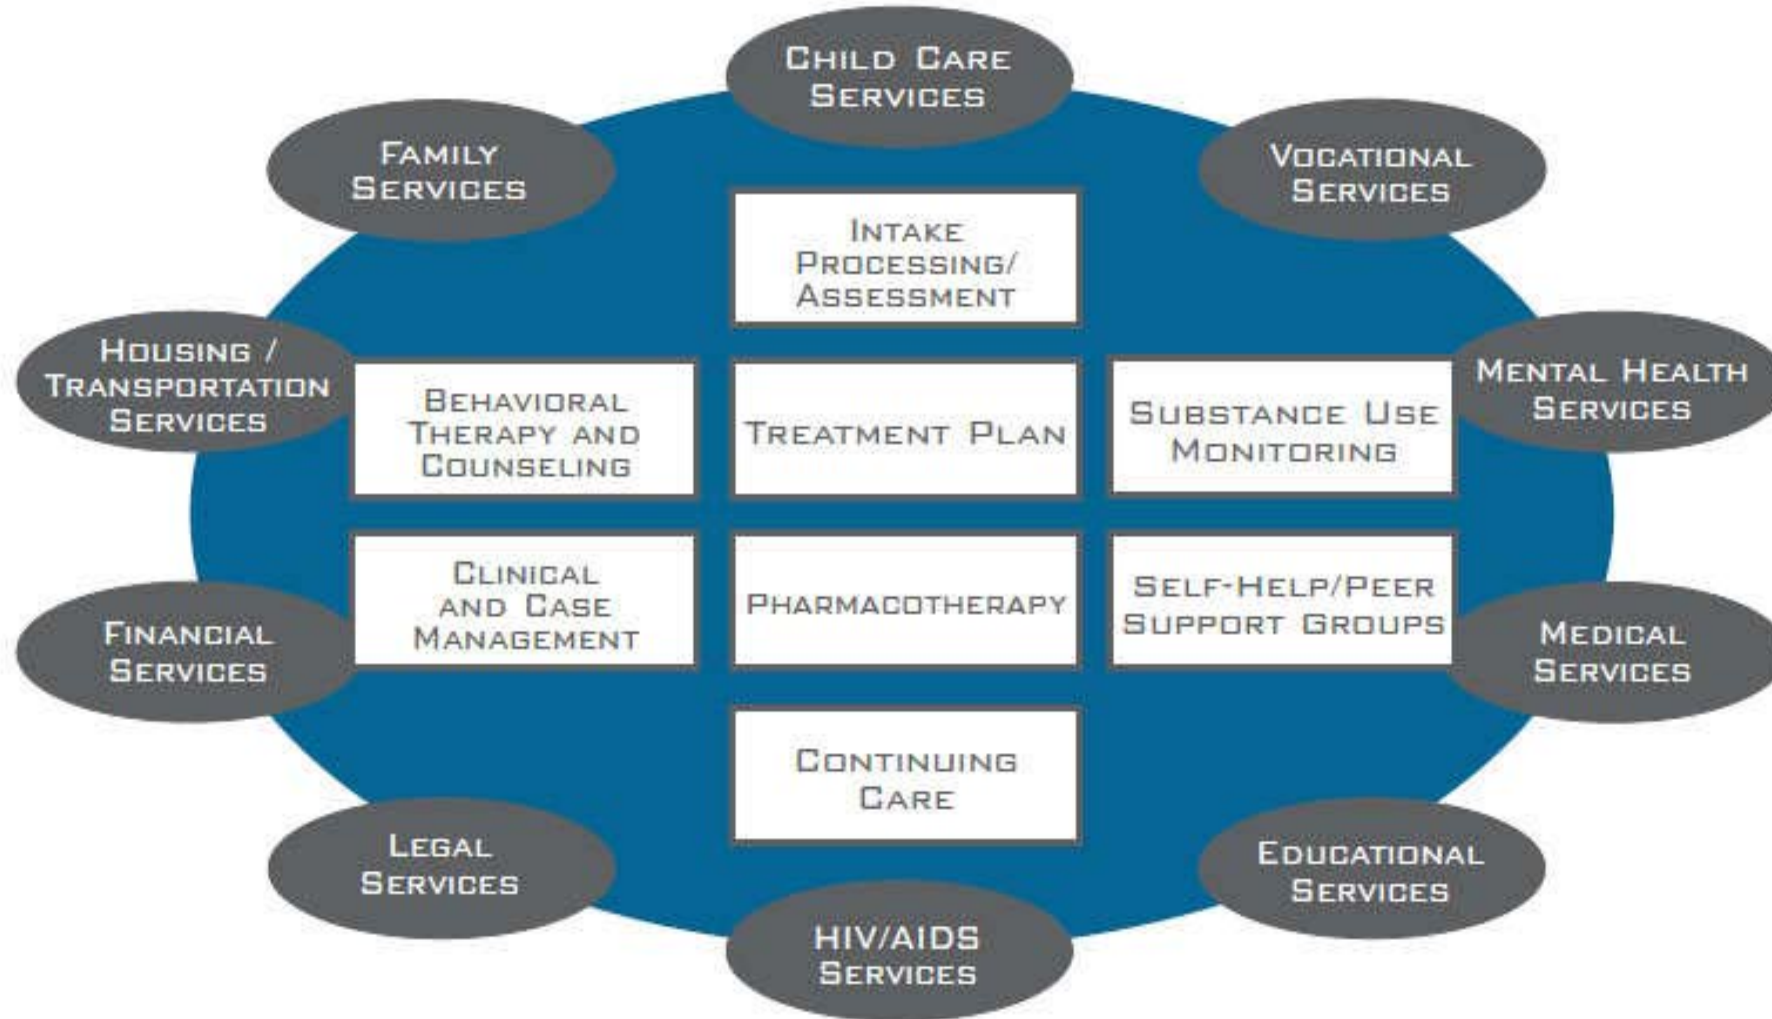 Child Care
Services
Family
Services
Vocational
Services
Intake
Processing/
Assessment
Housing /
Transportation
Services
Behavioral
Therapy and
Counseling
Treatment Plan
Substance Use
Monitoring
Mental Health
Services
Financial
Services
Clinical
and Case
Management
Pharmacotherapy
Self-Help/Peer
Support Groups
Medical
Services
Continuing
Care
Legal
Services
HIV/AIDS
Services
Educational
Services